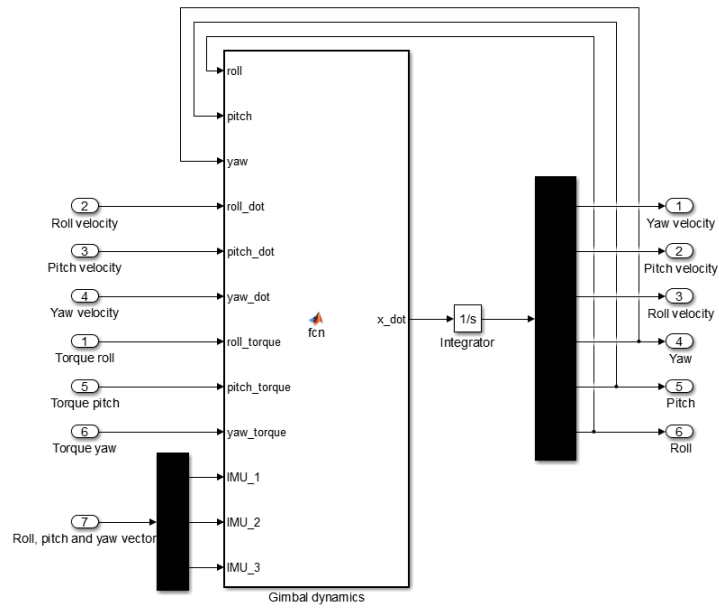 roll
pitch
yaw
2
roll_dot
1
Roll velocity
Yaw velocity
3
pitch_dot
2
Pitch velocity
Pitch velocity
4
yaw_dot
3
Yaw velocity
Roll velocity
fcn
x_dot
1/s
Integrator
1
roll_torque
4
Torque roll
Yaw
5
pitch_torque
5
Torque pitch
Pitch
6
yaw_torque
6
Torque yaw
Roll
IMU_1
7
IMU_2
Roll, pitch and yaw vector
IMU_3
Gimbal dynamics